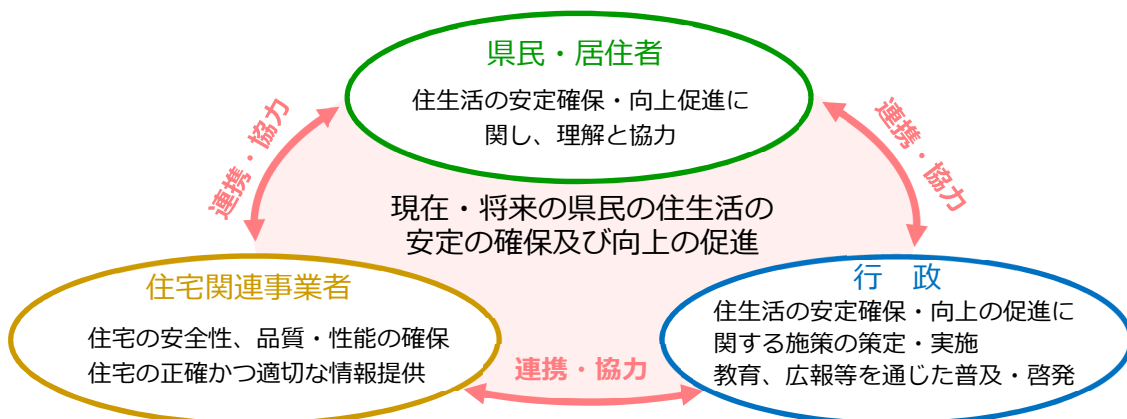 県民・居住者
住生活の安定確保・向上促進に
関し、理解と協力
連携・協力
連携・協力
現在・将来の県民の住生活の
安定の確保及び向上の促進
住宅関連事業者
住宅の安全性、品質・性能の確保
住宅の正確かつ適切な情報提供
連携・協力
行　政
住生活の安定確保・向上の促進に
関する施策の策定・実施
教育、広報等を通じた普及・啓発